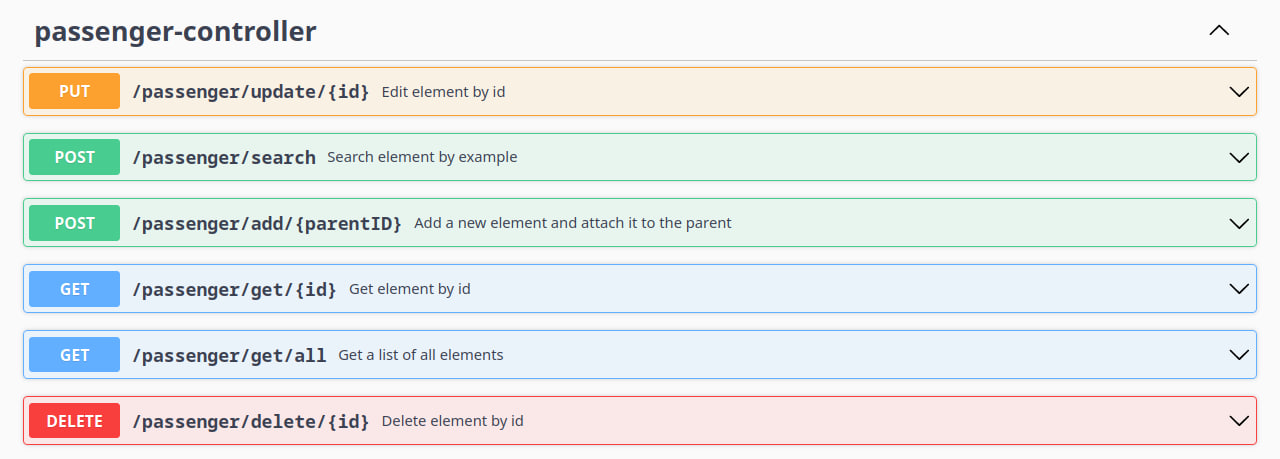 passenger-controller
PUT /passenger/update/{id} Edit element by id
POST /passenger/search Search element by example
POST /passenger/add/{parentID} Add a new element and attach it to the parent
GET /passenger/get/{id} Get element by id
GET /passenger/get/all Get a list of all elements
DELETE /passenger/delete/{id} Delete element by id